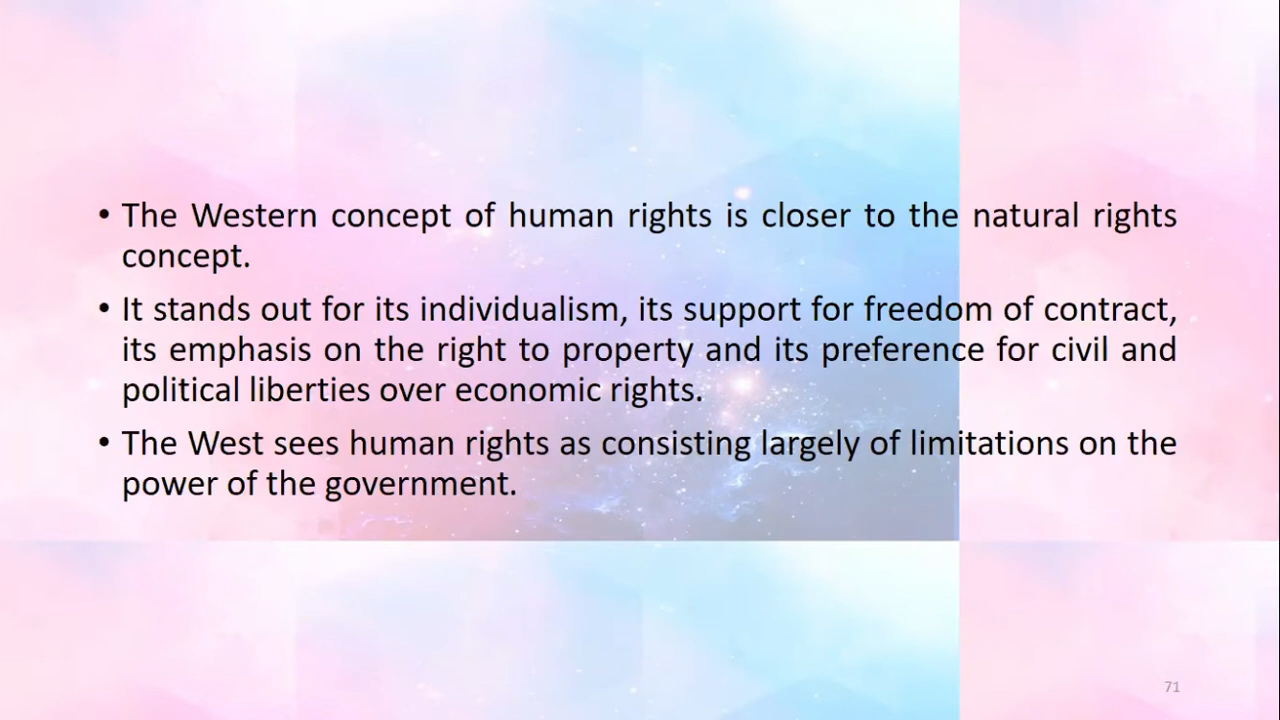 • The Western concept of human rights is closer to the natural rights
concept.
• It stands out for its individualism, its support for freedom of contract,
its emphasis on the right to property and its preference for civil and
political liberties over economic rights.
• The West sees human rights as consisting largely of limitations on the
power of the government.
71